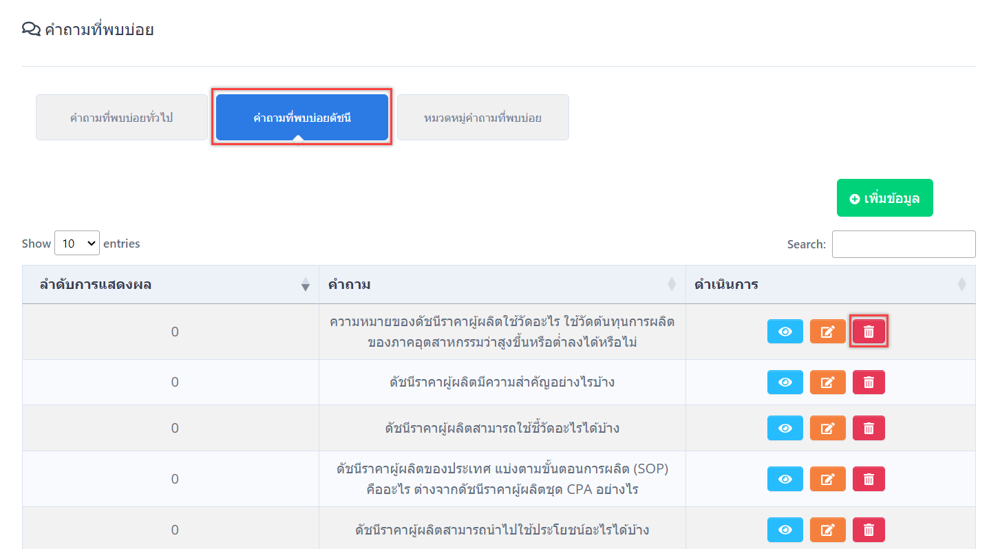 คำถามที่พบบ่อย
คำถามที่พบบ่อยทั่วไป
คำถามที่พบบ่อยดัชนี
หมวดหมู่คำถามที่พบบ่อย
เพิ่มข้อมูล
Show 10 entries
Search:
ลำดับการแสดงผล คำถาม ดำเนินการ
0
ความหมายของดัชนีราคาผู้ผลิตใช้วัดอะไร ใช้วัดต้นทุนการผลิต
ของภาคอุตสาหกรรมว่าสูงขึ้นหรือต่ำลงได้หรือไม่
0 ดัชนีราคาผู้ผลิตมีความสำคัญอย่างไรบ้าง
0 ดัชนีราคาผู้ผลิตสามารถใช้ชี้วัดอะไรได้บ้าง
0
ดัชนีราคาผู้ผลิตของประเทศ แบ่งตามขั้นตอนการผลิต (SOP)
คืออะไร ต่างจากดัชนีราคาผู้ผลิตชุด CPA อย่างไร
0 ดัชนีราคาผู้ผลิตสามารถนำไปใช้ประโยชน์อะไรได้บ้าง